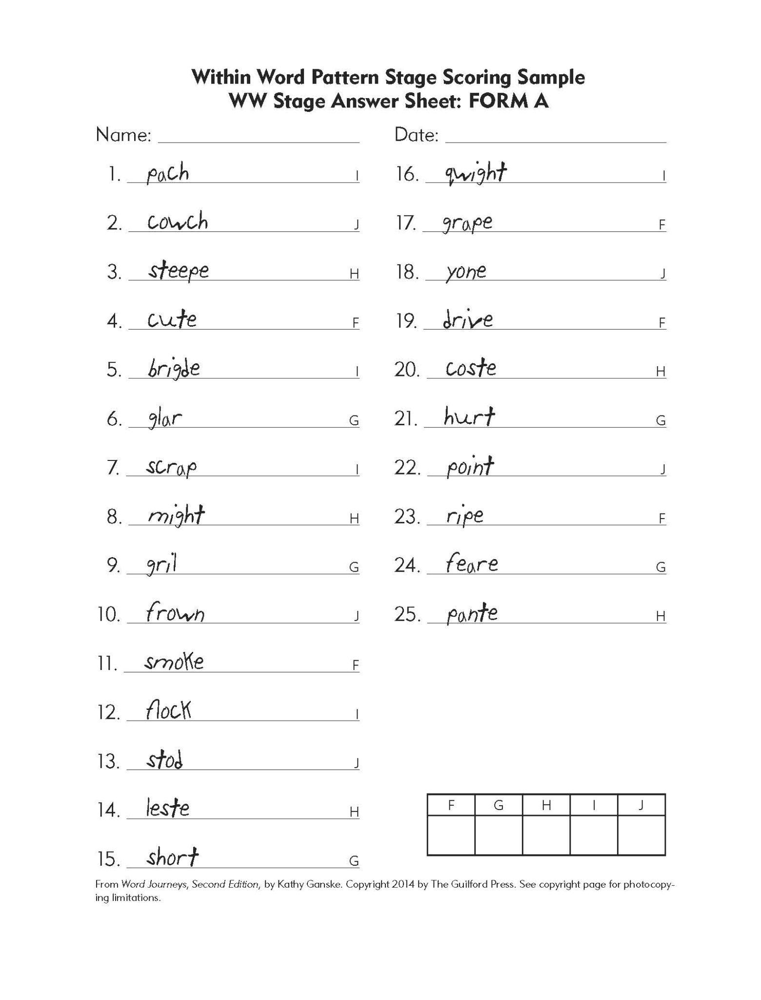 Within Word Pattern Stage Scoring Sample
WW Stage Answer Sheet: FORM A
Name:
Date:
1. pach I
2. cowch J
3. steepe H
4. cute F
5. brigde I
6. glar G
7. scrap I
8. might H
9. gril G
10. frown J
11. smoke F
12. flock I
13. stod J
14. leste H
15. short G
16. qwight I
17. grape F
18. yone J
19. drive F
20. coste H
21. hurt G
22. point J
23. ripe F
24. feare G
25. pante H
F G H I J
From Word Journeys, Second Edition, by Kathy Ganske. Copyright 2014 by The Guilford Press. See copyright page for photocopy-
ing limitations.